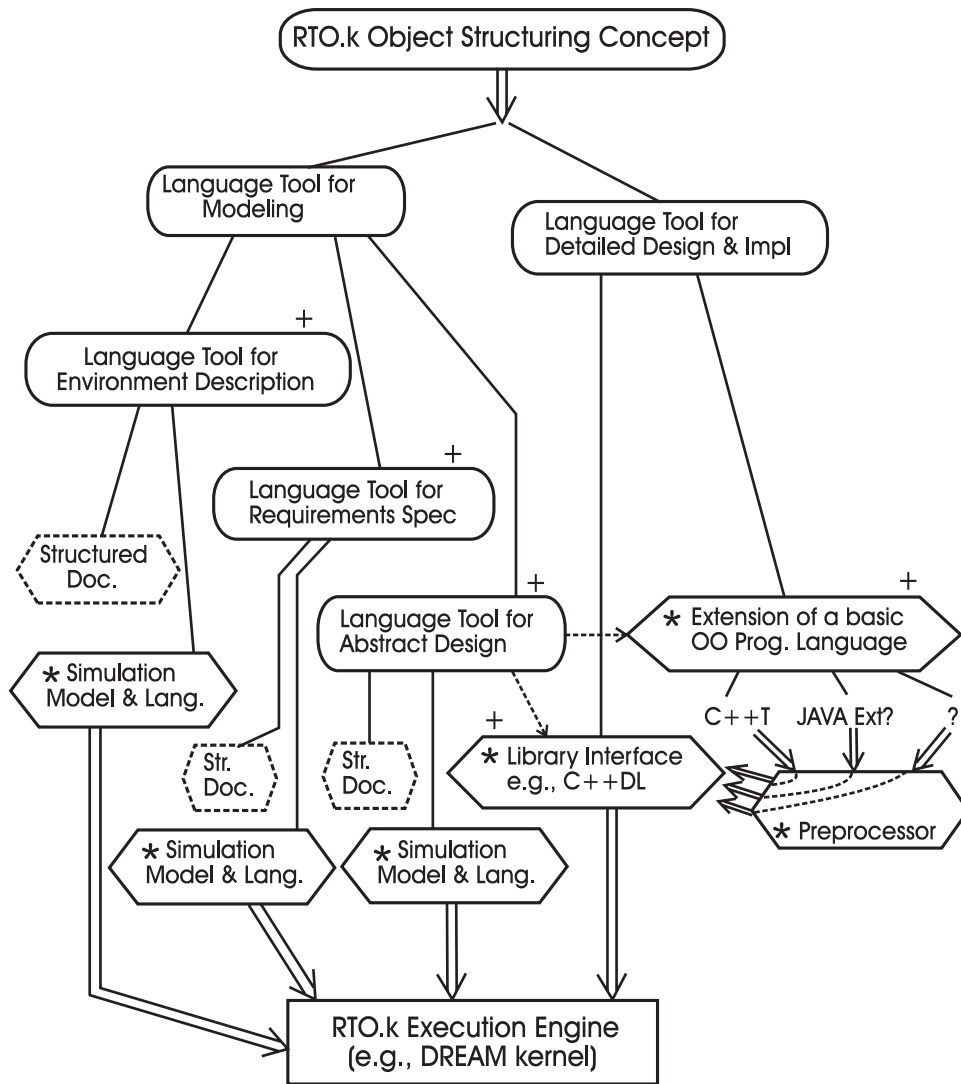 RTO.k Object Structuring Concept
Language Tool for
Modeling
Language Tool for
Detailed Design & Impl
+
Language Tool for
Environment Description
+
Language Tool for
Requirements Spec
Structured
Doc.
+
Language Tool for
Abstract Design
+
* Extension of a basic
OO Prog. Language
* Simulation
Model & Lang.
C++T JAVA Ext? ?
+
* Library Interface
e.g., C++DL
Str.
Doc.
Str.
Doc.
* Preprocessor
* Simulation
Model & Lang.
* Simulation
Model & Lang.
RTO.k Execution Engine
(e.g., DREAM kernel)